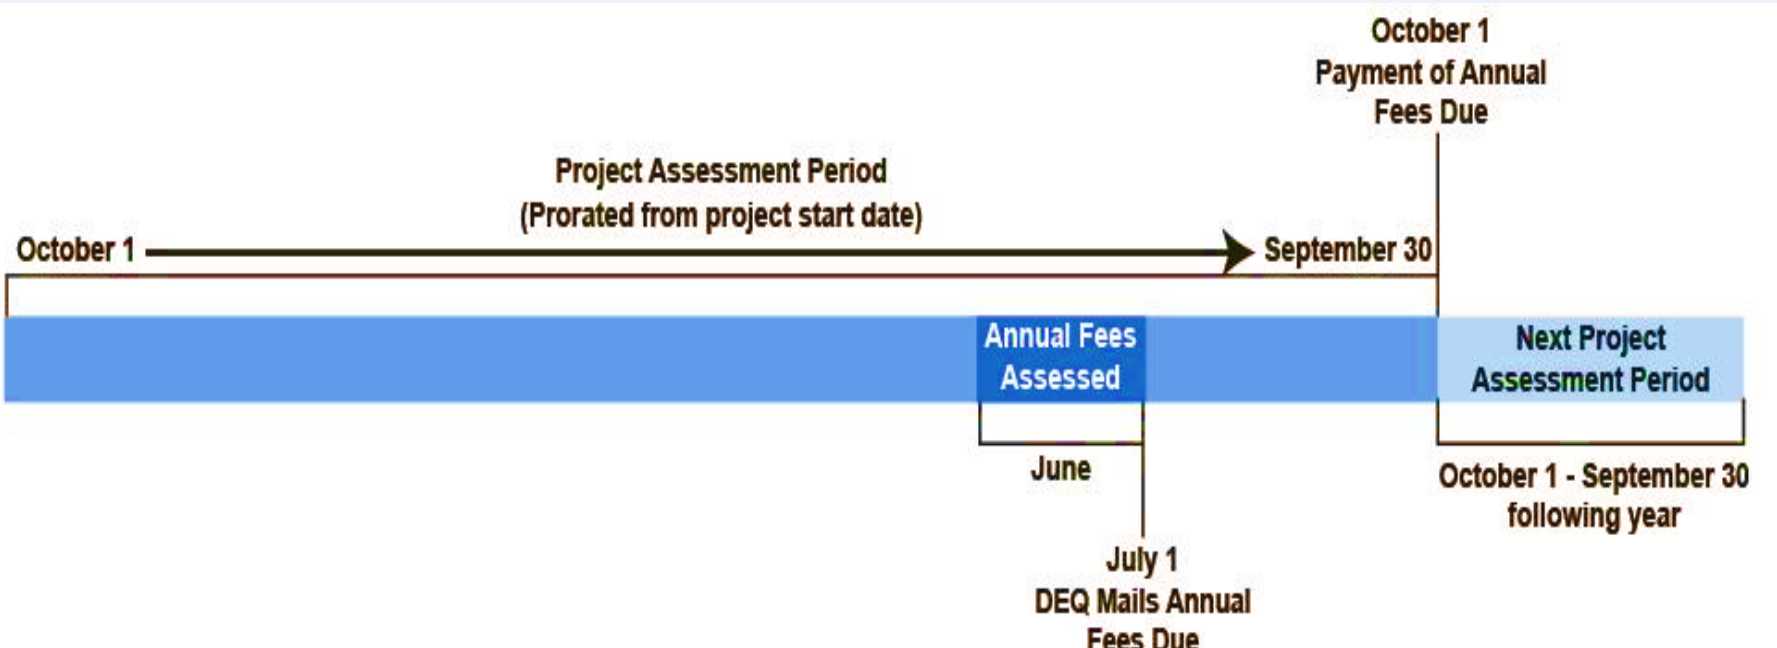 October 1
Payment of Annual
Fees Due
Project Assessment Period
(Prorated from project start date)
October 1
September 30
Annual Fees
Assessed
Next Project
Assessment Period
June
October 1 - September 30
following year
July 1
DEQ Mails Annual
Fees Due